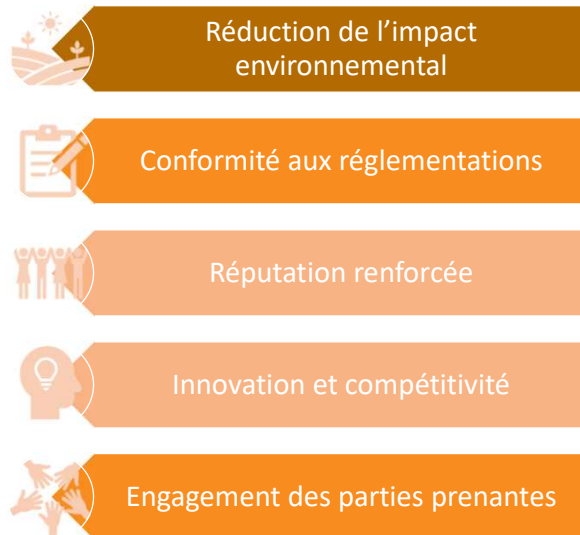 Réduction de l’impact
environnemental
Conformité aux réglementations
Réputation renforcée
Innovation et compétitivité
Engagement des parties prenantes